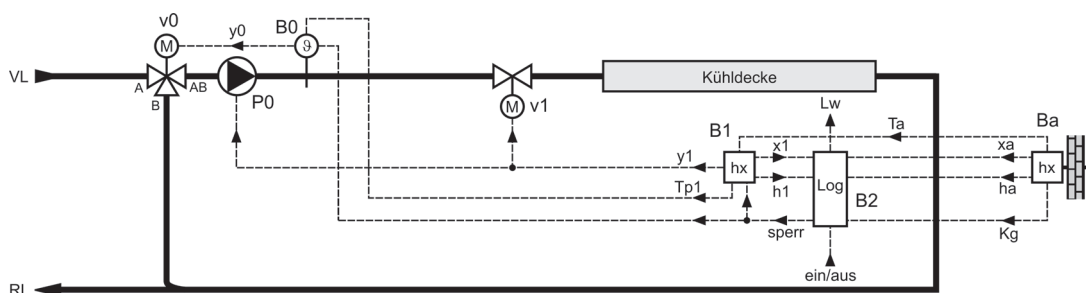 v0
y0
B0
M
ϑ
VL
A
AB
B
P0
M
v1
Kühldecke
Lw
B1
Ta
Ba
y1
hx
x1
xa
hx
Tp1
h1
Log
ha
B2
sperr
Kg
ein/aus
RL